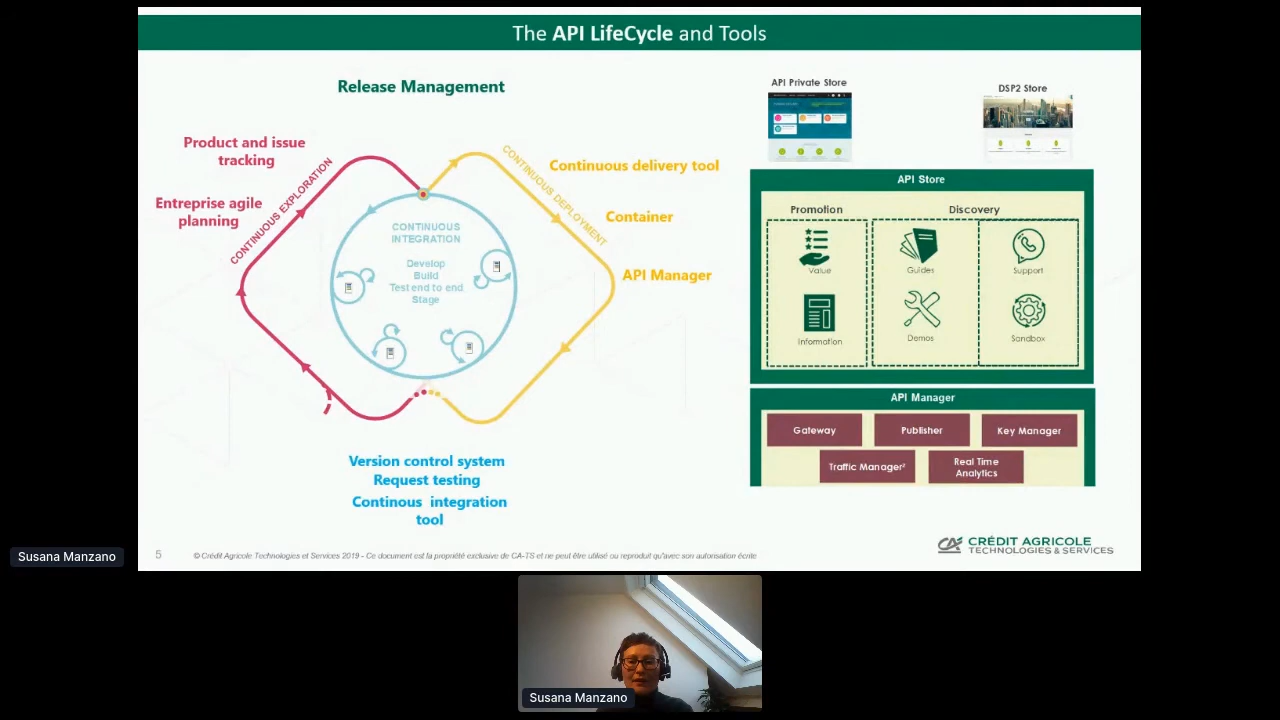 The API LifeCycle and Tools
Release Management
Product and issue
tracking
Entreprise agile
planning
CONTINUOUS EXPLORATION
CONTINUOUS DEPLOYMENT
CONTINUOUS
INTEGRATION
Develop
Build
Test end to end
Stage
Continuous delivery tool
Container
API Manager
Version control system
Request testing
Continous integration
tool
API Private Store
DSP2 Store
API Store
Promotion
Discovery
Value
Guides
Support
Information
Demos
Sandbox
API Manager
Gateway
Publisher
Key Manager
Traffic Manager²
Real Time
Analytics
5
© Crédit Agricole Technologies et Services 2019 - Ce document est la propriété exclusive de CA-TS et ne peut être utilisé ou reproduit qu'avec son autorisation écrite
CRÉDIT AGRICOLE
TECHNOLOGIES & SERVICES
Susana Manzano
Susana Manzano